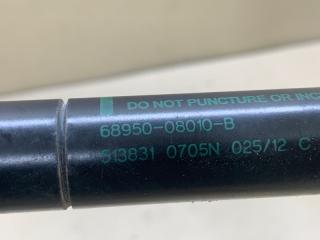 DO NOT PUNCTURE OR INC
68950-08010-B
513831 0705N 025/12 C